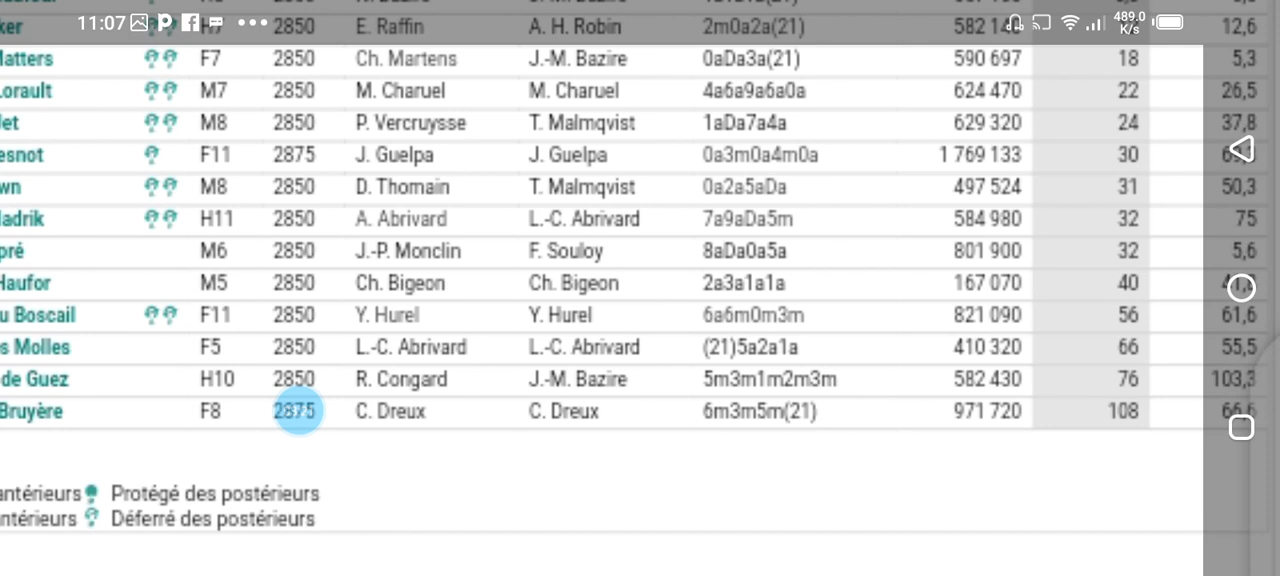 11:07 489.0 K/s
ker H7 2850 E. Raffin A. H. Robin 2m0a2a(21) 12,6
Matters F7 2850 Ch. Martens J.-M. Bazire 0aDa3a(21) 590 697 18 5,3
Lorault M7 2850 M. Charuel M. Charuel 4a6a9a6a0a 624 470 22 26,5
Jet M8 2850 P. Vercruysse T. Malmqvist 1aDa7a4a 629 320 24 37,8
esnot F11 2875 J. Guelpa J. Guelpa 0a3m0a4m0a 1 769 133 30
wn M8 2850 D. Thomain T. Malmqvist 0a2a5aDa 497 524 31 50,3
Madrik H11 2850 A. Abrivard L.-C. Abrivard 7a9aDa5m 584 980 32 75
pré M6 2850 J.-P. Monclin F. Souloy 8aDa0a5a 801 900 32 5,6
Haufor M5 2850 Ch. Bigeon Ch. Bigeon 2a3a1a1a 167 070 40
u Boscail F11 2850 Y. Hurel Y. Hurel 6a6m0m3m 821 090 56 61,6
s Molles F5 2850 L.-C. Abrivard L.-C. Abrivard (21)5a2a1a 410 320 66 55,5
de Guez H10 2850 R. Congard J.-M. Bazire 5m3m1m2m3m 582 430 76 103,3
Bruyère F8 2875 C. Dreux C. Dreux 6m3m5m(21) 971 720 108 66,6
antérieurs Protégé des postérieurs
ntérieurs Déferré des postérieurs